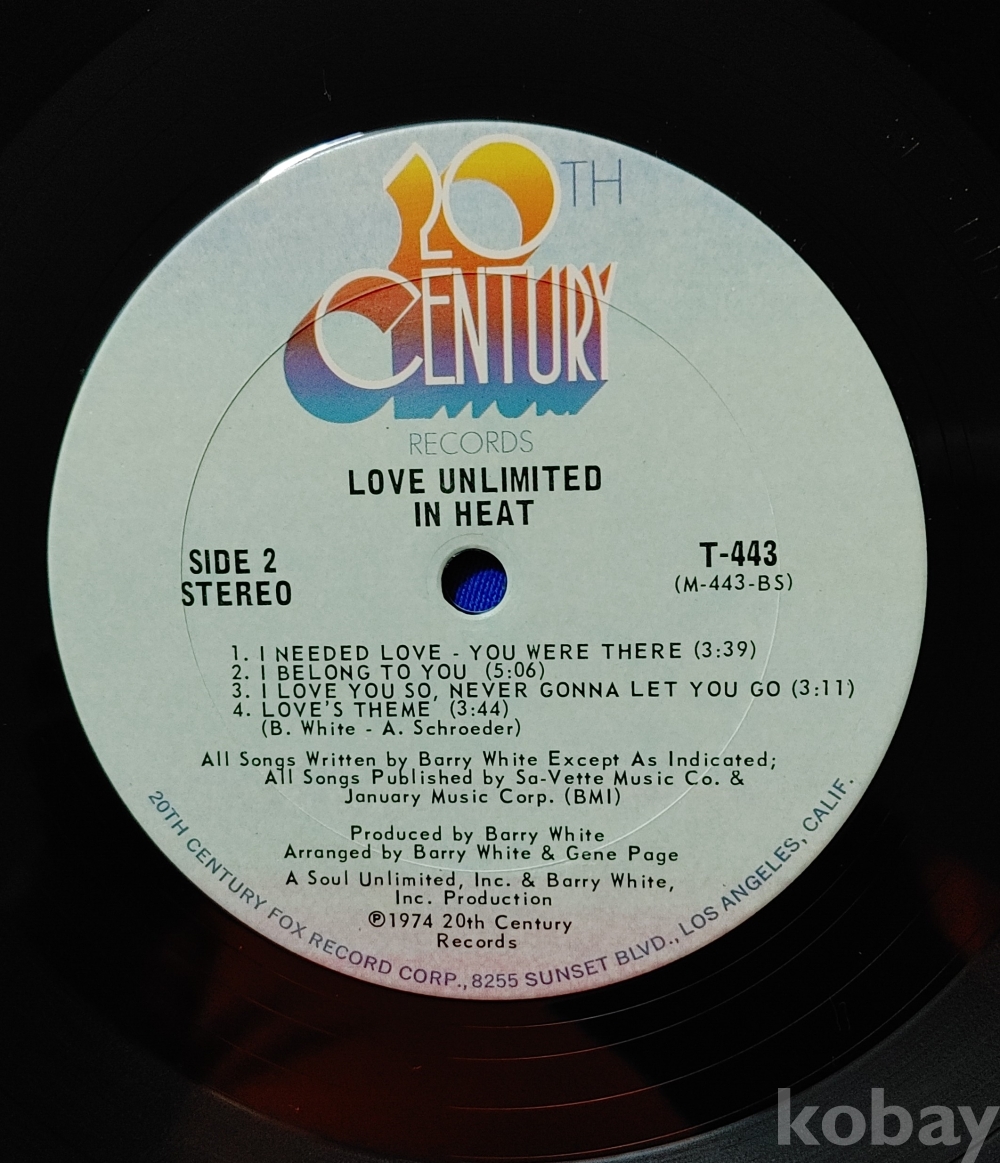 20TH
CENTURY
RECORDS
LOVE UNLIMITED
IN HEAT
SIDE 2
STEREO
T-443
(M-443-BS)
1. I NEEDED LOVE - YOU WERE THERE (3:39)
2. I BELONG TO YOU (5:06)
3. I LOVE YOU SO, NEVER GONNA LET YOU GO (3:11)
4. LOVE'S THEME (3:44)
(B. White - A. Schroeder)
All Songs Written by Barry White Except As Indicated;
All Songs Published by Sa-Vette Music Co. &
January Music Corp. (BMI)
Produced by Barry White
Arranged by Barry White & Gene Page
A Soul Unlimited, Inc. & Barry White,
Inc. Production
℗1974 20th Century
Records
20TH CENTURY FOX RECORD CORP., 8255 SUNSET BLVD., LOS ANGELES, CALIF.
kobay